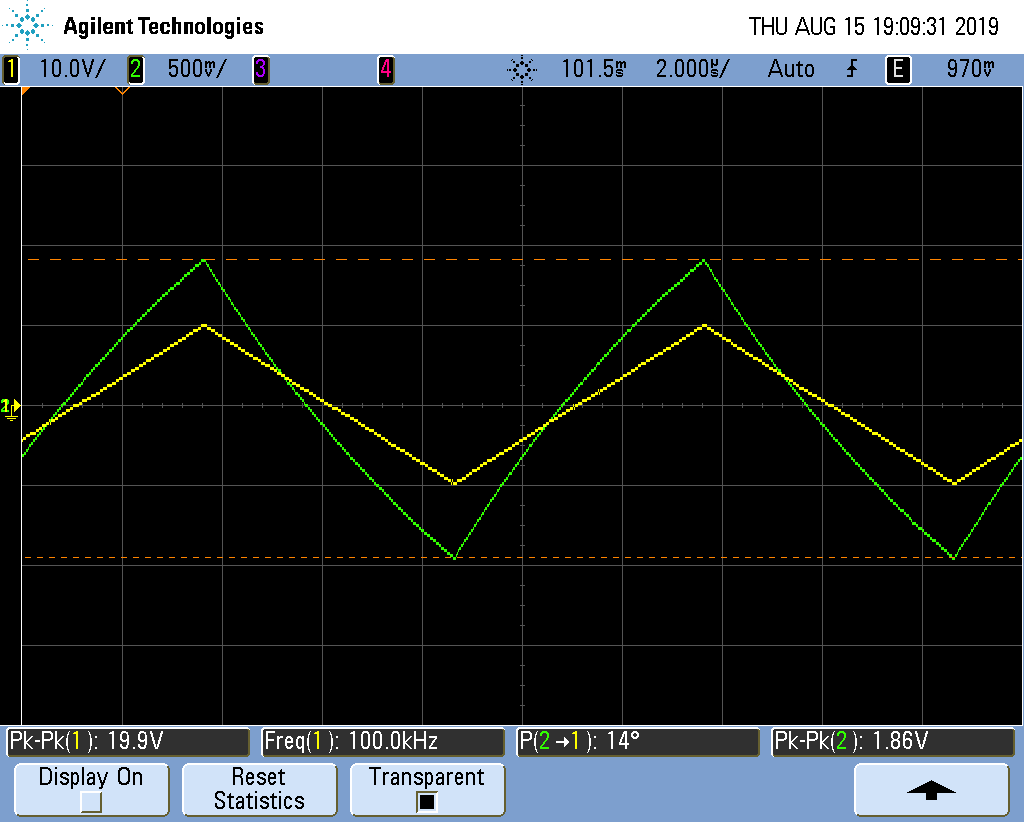 Agilent Technologies
THU AUG 15 19:09:31 2019
1 10.0V/ 2 500mV/ 3 4 101.5ms 2.000us/ Auto E 970mV
2
Pk-Pk(1): 19.9V Freq(1): 100.0kHz P(2→1): 14° Pk-Pk(2): 1.86V
Display On
Reset
Statistics
Transparent